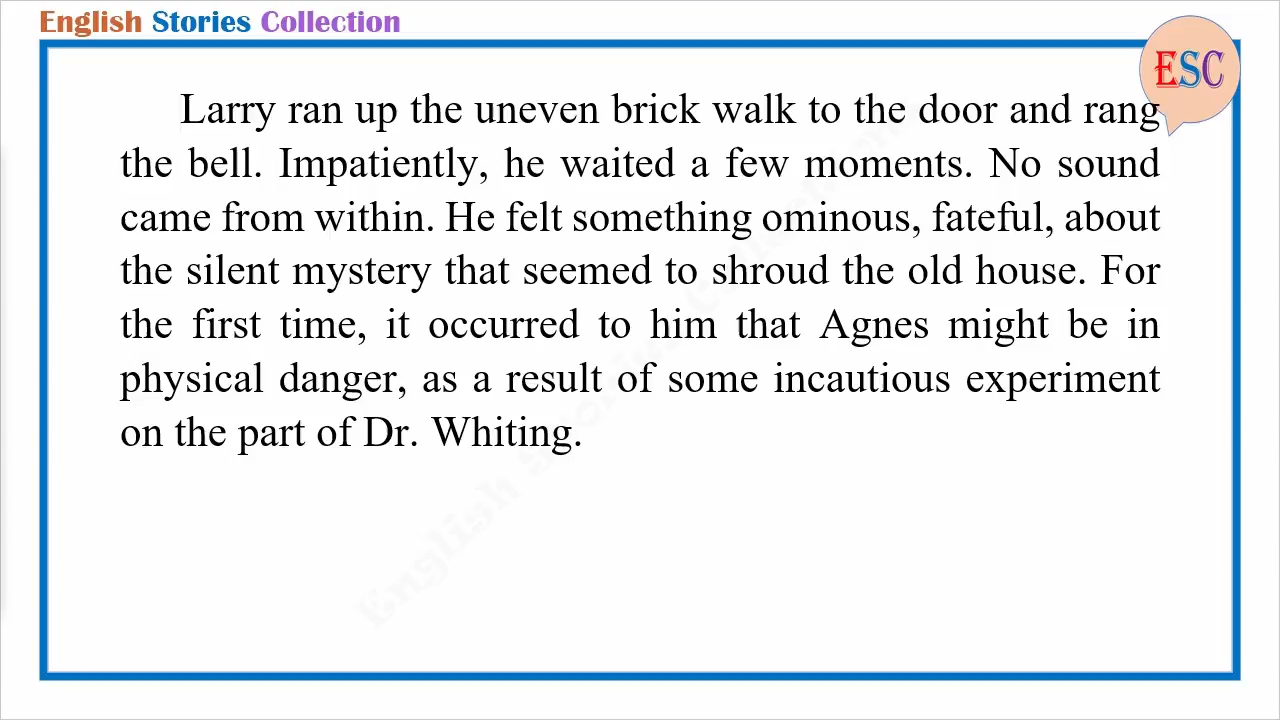 English Stories Collection
ESC
Larry ran up the uneven brick walk to the door and rang
the bell. Impatiently, he waited a few moments. No sound
came from within. He felt something ominous, fateful, about
the silent mystery that seemed to shroud the old house. For
the first time, it occurred to him that Agnes might be in
physical danger, as a result of some incautious experiment
on the part of Dr. Whiting.
English Stories Collection